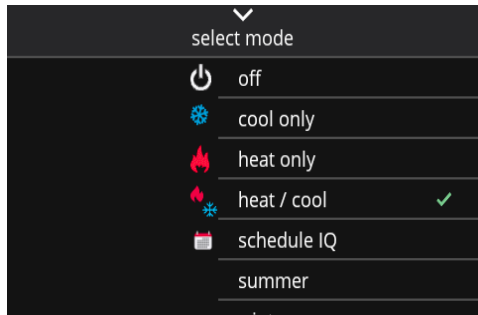 select mode
off
cool only
heat only
heat / cool
schedule IQ
summer